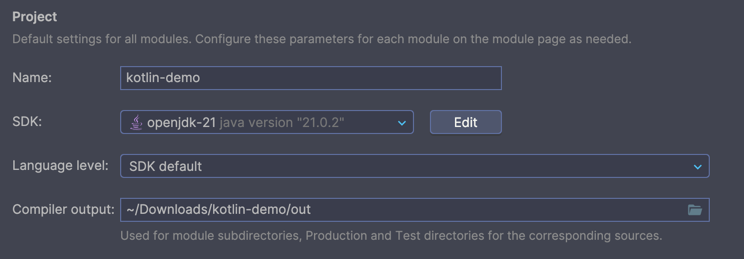 Project
Default settings for all modules. Configure these parameters for each module on the module page as needed.
Name: kotlin-demo
SDK: openjdk-21 java version "21.0.2" Edit
Language level: SDK default
Compiler output: ~/Downloads/kotlin-demo/out
Used for module subdirectories, Production and Test directories for the corresponding sources.